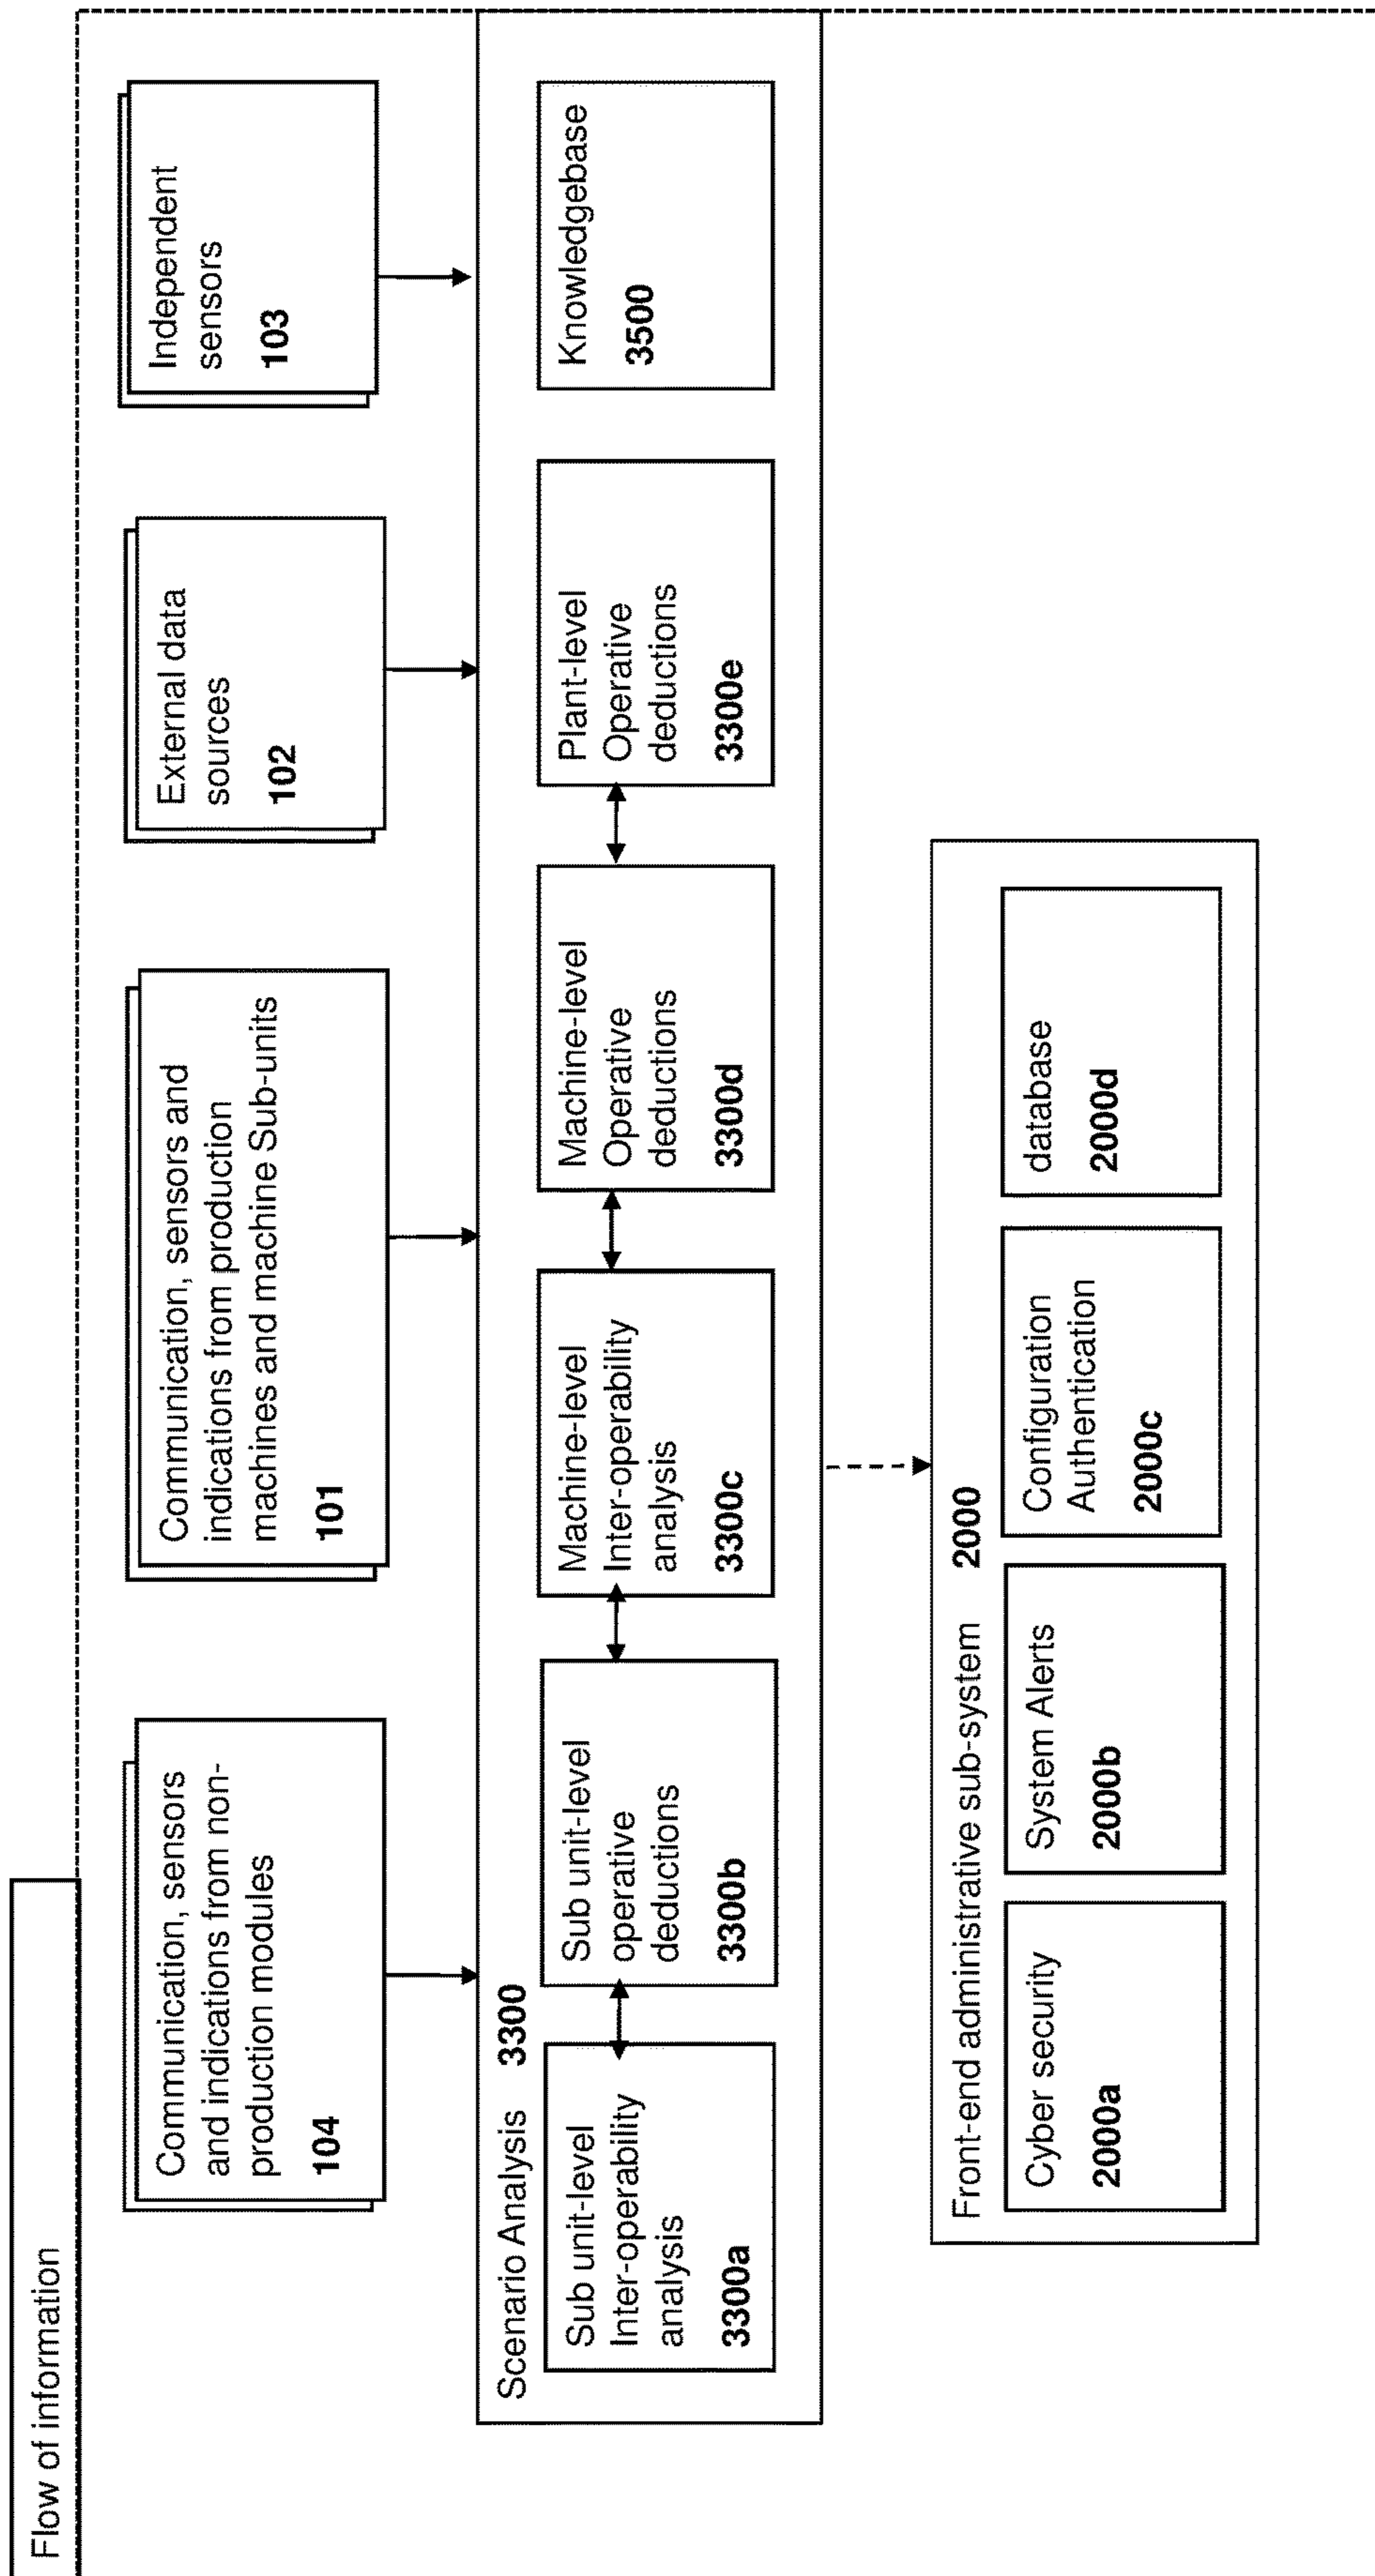 Flow of information
Communication, sensors
and indications from non-
production modules
104
Communication, sensors and
indications from production
machines and machine Sub-units
101
External data
sources
102
Independent
sensors
103
Scenario Analysis 3300
Sub unit-level
Inter-operability
analysis
3300a
Sub unit-level
operative
deductions
3300b
Machine-level
Inter-operability
analysis
3300c
Machine-level
Operative
deductions
3300d
Plant-level
Operative
deductions
3300e
Knowledgebase
3500
Front-end administrative sub-system 2000
Cyber security
2000a
System Alerts
2000b
Configuration
Authentication
2000c
database
2000d